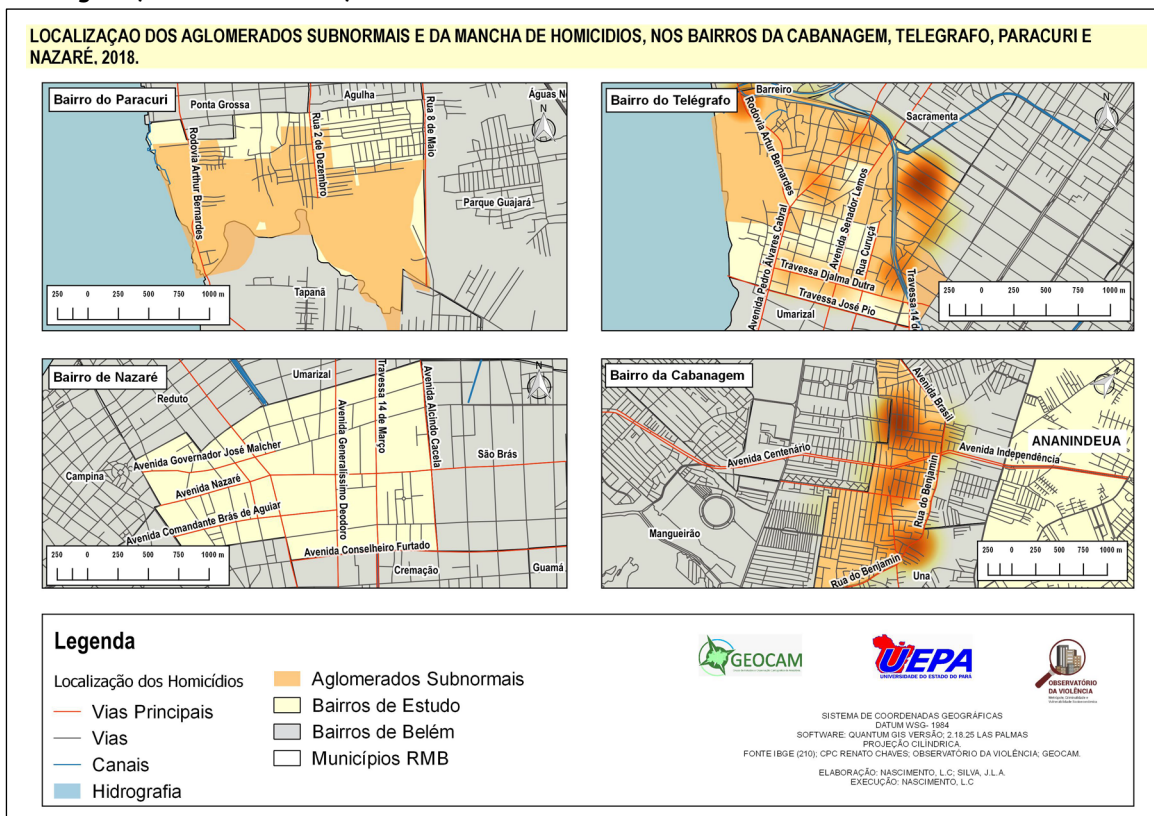 LOCALIZAÇAO DOS AGLOMERADOS SUBNORMAIS E DA MANCHA DE HOMICIDIOS, NOS BAIRROS DA CABANAGEM, TELEGRAFO, PARACURI E
NAZARÉ, 2018.
Bairro do Paracuri
Ponta Grossa
Agulha
Águas N
Rua 8 de Maio
Rua 2 de Dezembro
Rodovia Arthur Bernardes
Parque Guajará
Tapanã
N
250 0 250 500 750 1000 m
Bairro do Telégrafo
Barreiro
Sacramenta
Rodovia Artur Bernardes
Avenida Senador Lemos
Avenida Pedro Álvares Cabral
Rua Curuçá
Travessa Djalma Dutra
Travessa José Pio
Travessa 14 d
Umarizal
N
250 0 250 500 750 1000 m
Bairro de Nazaré
Umarizal
Reduto
Travessa 14 de Março
Avenida Alcindo Cacela
Avenida Generalíssimo Deodoro
Avenida Governador José Malcher
São Brás
Campina
Avenida Nazaré
Avenida Comandante Brás de Aguiar
Avenida Conselheiro Furtado
Cremação
Guamá
N
250 0 250 500 750 1000 m
Bairro da Cabanagem
Avenida Brasil
ANANINDEUA
Avenida Centenário
Avenida Independência
Rua do Benjamin
Mangueirão
Rua do Benjamin
Una
N
250 0 250 500 750 1000 m
Legenda
Localização dos Homicídios
Vias Principais
Vias
Canais
Hidrografia
Aglomerados Subnormais
Bairros de Estudo
Bairros de Belém
Municípios RMB
GEOCAM
UEPA
UNIVERSIDADE DO ESTADO DO PARÁ
OBSERVATÓRIO
DA VIOLÊNCIA
SISTEMA DE COORDENADAS GEOGRÁFICAS
DATUM WSG- 1984
SOFTWARE: QUANTUM GIS VERSÃO; 2.18.25 LAS PALMAS
PROJEÇÃO CILÍNDRICA.
FONTE IBGE (210); CPC RENATO CHAVES; OBSERVATÓRIO DA VIOLÊNCIA; GEOCAM.
ELABORAÇÃO: NASCIMENTO, L.C; SILVA, J.L.A.
EXECUÇÃO: NASCIMENTO, L.C